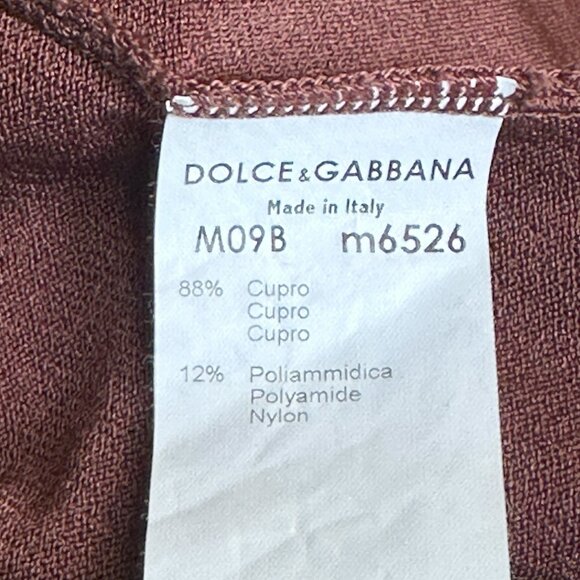 DOLCE&GABBANA
Made in Italy
M09B m6526
88% Cupro
Cupro
Cupro
12% Poliammidica
Polyamide
Nylon